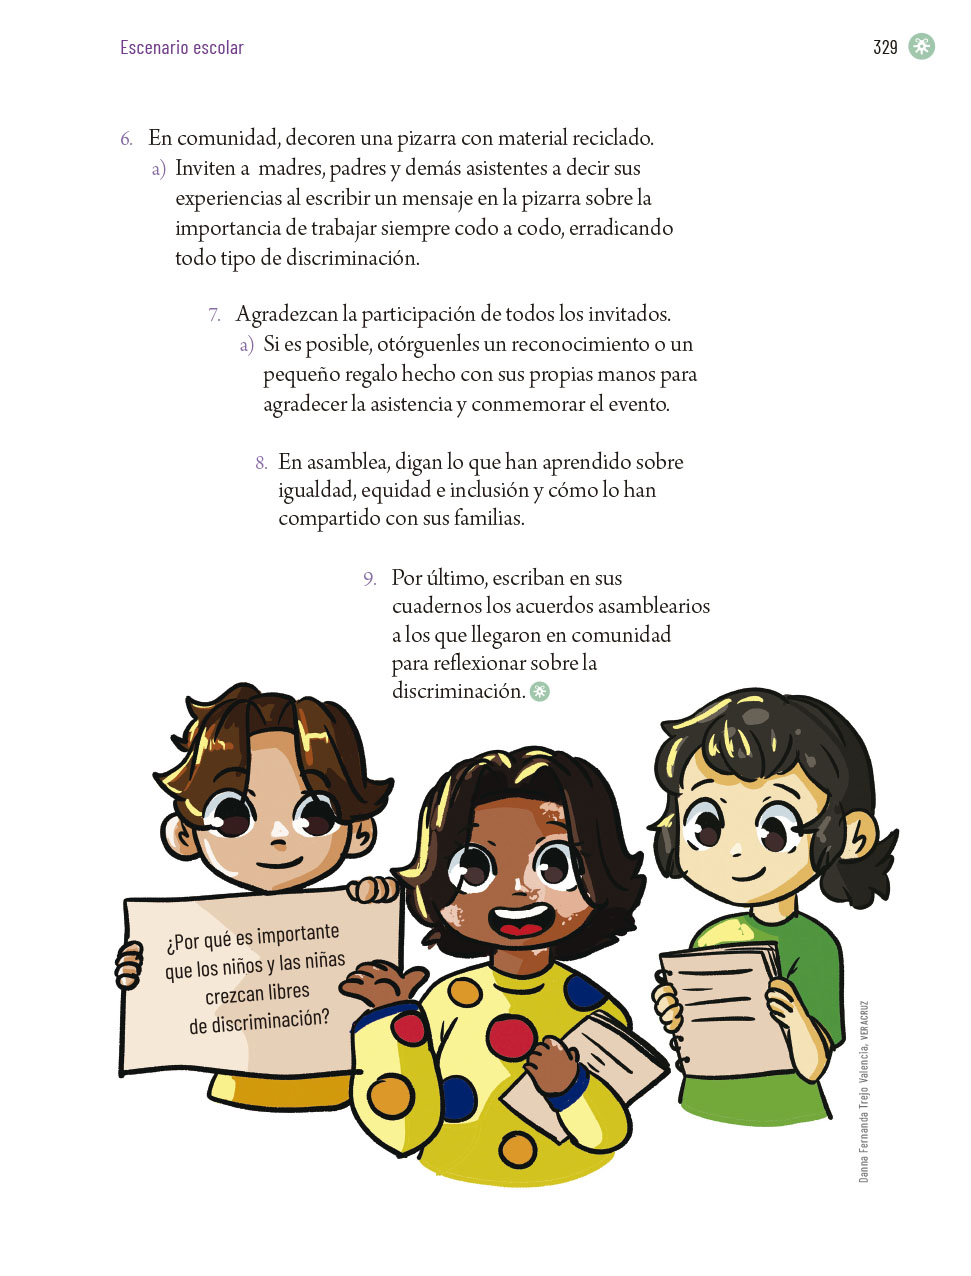 Escenario escolar
329
6. En comunidad, decoren una pizarra con material reciclado.
a) Inviten a madres, padres y demás asistentes a decir sus
experiencias al escribir un mensaje en la pizarra sobre la
importancia de trabajar siempre codo a codo, erradicando
todo tipo de discriminación.
7. Agradezcan la participación de todos los invitados.
a) Si es posible, otórguenles un reconocimiento o un
pequeño regalo hecho con sus propias manos para
agradecer la asistencia y conmemorar el evento.
8. En asamblea, digan lo que han aprendido sobre
igualdad, equidad e inclusión y cómo lo han
compartido con sus familias.
9. Por último, escriban en sus
cuadernos los acuerdos asamblearios
a los que llegaron en comunidad
para reflexionar sobre la
discriminación.
¿Por qué es importante
que los niños y las niñas
crezcan libres
de discriminación?
Danna Fernanda Trejo Valencia, VERACRUZ